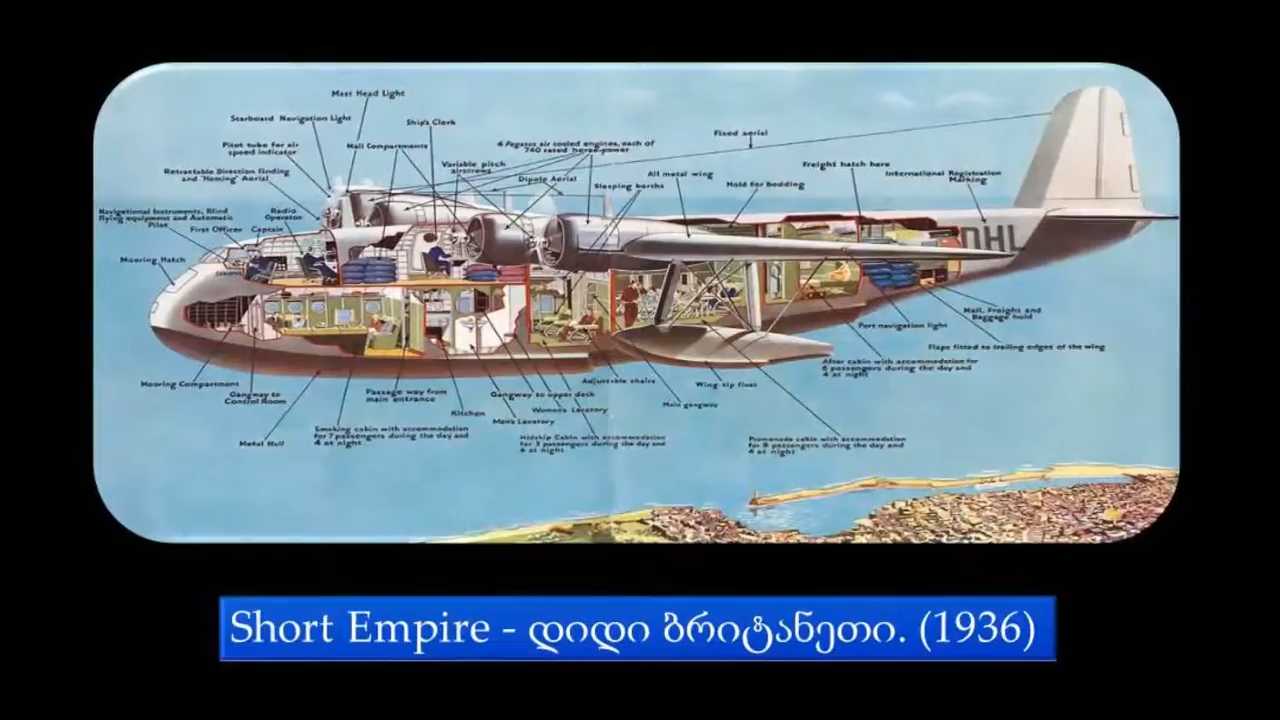 Mast Head Light
Starboard Navigation Light
Ship's Clerk
Pitot tube for air
speed indicator
Mail Compartments
4 Pegasus air cooled engines, each of
740 rated horse-power
Fixed aerial
Variable pitch
airscrews
Retractable Direction finding
and 'Homing' Aerial
Dipole Aerial
Sleeping berths
All metal wing
Hold for bedding
Freight hatch here
International Registration
Marking
Navigational Instruments, Blind
flying equipment and Automatic
Pilot
Radio
Operator
First Officer
Captain
Mooring Hatch
DHL
Mail, Freight and
Baggage hold
Port navigation light
Flaps fitted to trailing edges of the wing
After cabin with accommodation for
6 passengers during the day and
4 at night
Mooring Compartment
Gangway to
Control Room
Passage way from
main entrance
Kitchen
Gangway to upper deck
Adjustable chairs
Wing tip float
Main gangway
Women's Lavatory
Men's Lavatory
Metal Hull
Smoking cabin with accommodation
for 7 passengers during the day and
4 at night
Midship Cabin with accommodation
for 3 passengers during the day and
4 at night
Promenade cabin with accommodation
for 8 passengers during the day and
4 at night
Short Empire - დიდი ბრიტანეთი. (1936)